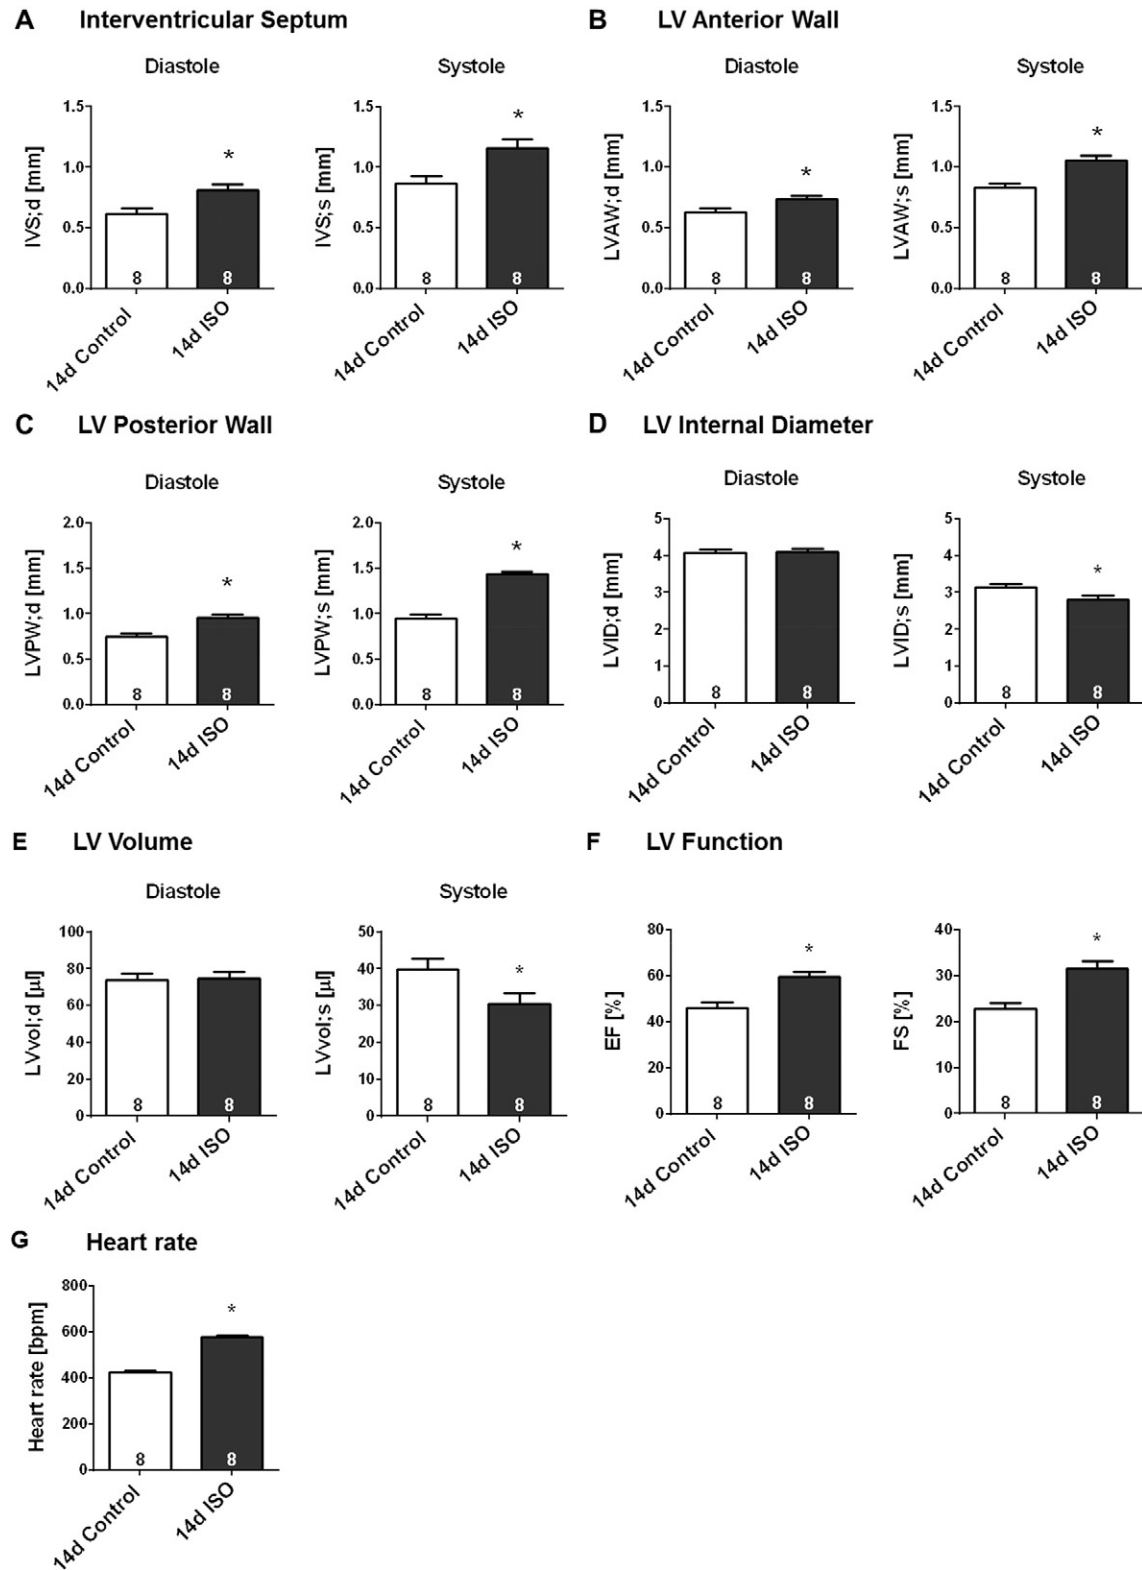 A Interventricular Septum
Diastole
IVS;d [mm]
1.5
1.0
0.5
0.0
*
8
8
14d Control
14d ISO
Systole
IVS;s [mm]
1.5
1.0
0.5
0.0
*
8
8
14d Control
14d ISO
B LV Anterior Wall
Diastole
LVAW;d [mm]
1.5
1.0
0.5
0.0
*
8
8
14d Control
14d ISO
Systole
LVAW;s [mm]
1.5
1.0
0.5
0.0
*
8
8
14d Control
14d ISO
C LV Posterior Wall
Diastole
LVPW;d [mm]
2.0
1.5
1.0
0.5
0.0
*
8
8
14d Control
14d ISO
Systole
LVPW;s [mm]
2.0
1.5
1.0
0.5
0.0
*
8
8
14d Control
14d ISO
D LV Internal Diameter
Diastole
LVID;d [mm]
5
4
3
2
1
0
8
8
14d Control
14d ISO
Systole
LVID;s [mm]
5
4
3
2
1
0
*
8
8
14d Control
14d ISO
E LV Volume
Diastole
LVvol;d [µl]
100
80
60
40
20
0
8
8
14d Control
14d ISO
Systole
LVvol;s [µl]
50
40
30
20
10
0
*
8
8
14d Control
14d ISO
F LV Function
EF [%]
80
60
40
20
0
*
8
8
14d Control
14d ISO
FS [%]
40
30
20
10
0
*
8
8
14d Control
14d ISO
G Heart rate
Heart rate [bpm]
800
600
400
200
0
*
8
8
14d Control
14d ISO